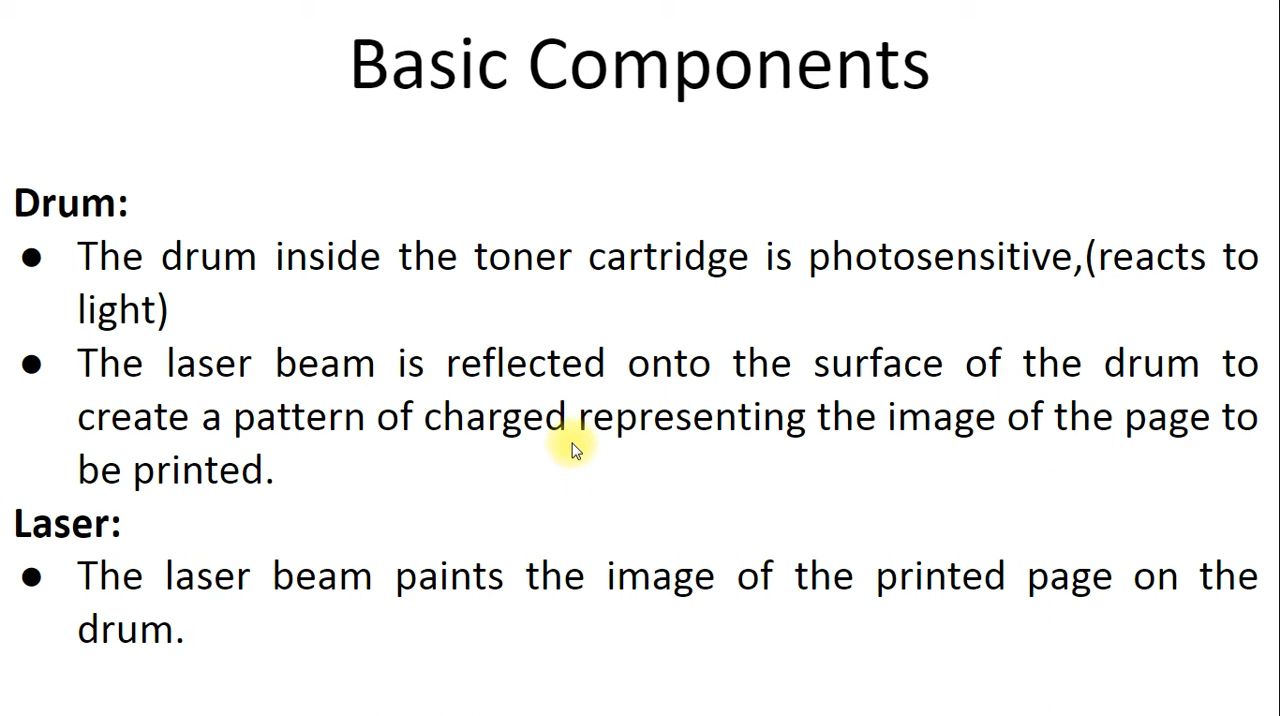 Basic Components
Drum:
● The drum inside the toner cartridge is photosensitive,(reacts to
light)
● The laser beam is reflected onto the surface of the drum to
create a pattern of charged representing the image of the page to
be printed.
Laser:
● The laser beam paints the image of the printed page on the
drum.